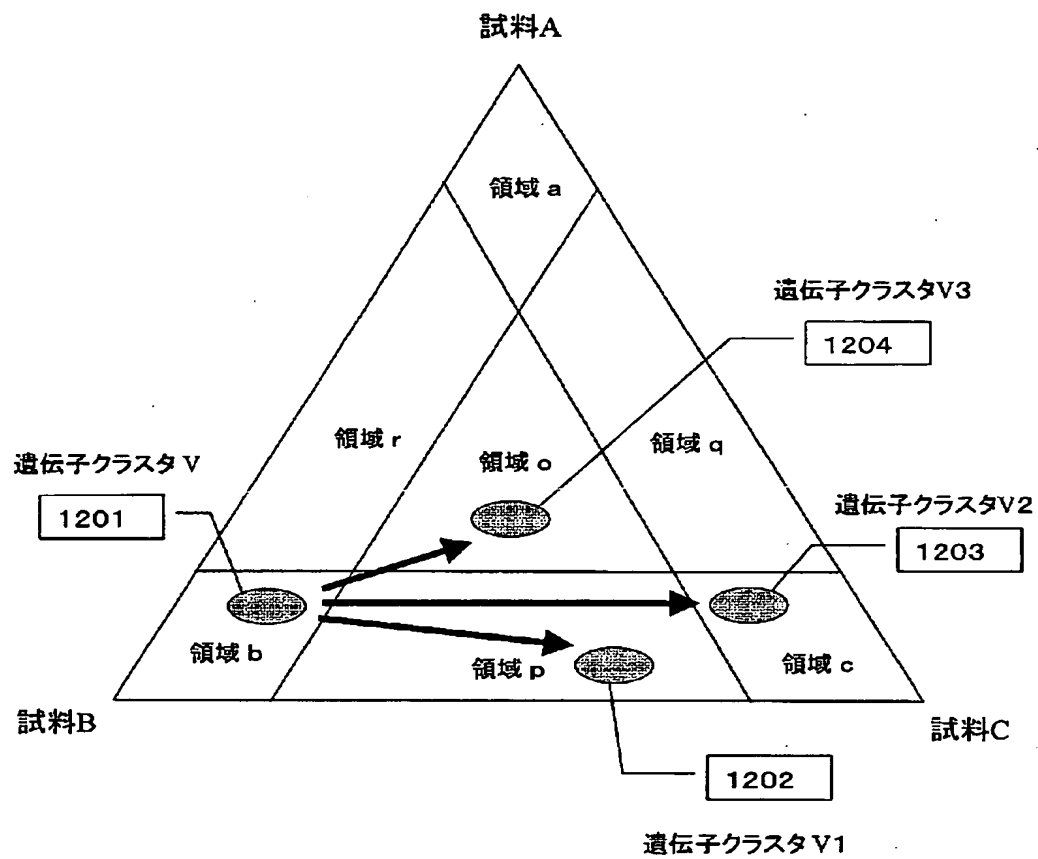 試料A
領域 a
遺伝子クラスタV3
1204
領域 r
領域 o
領域 q
遺伝子クラスタ V
1201
遺伝子クラスタV2
1203
領域 b
領域 p
領域 c
試料B
試料C
1202
遺伝子クラスタ V1